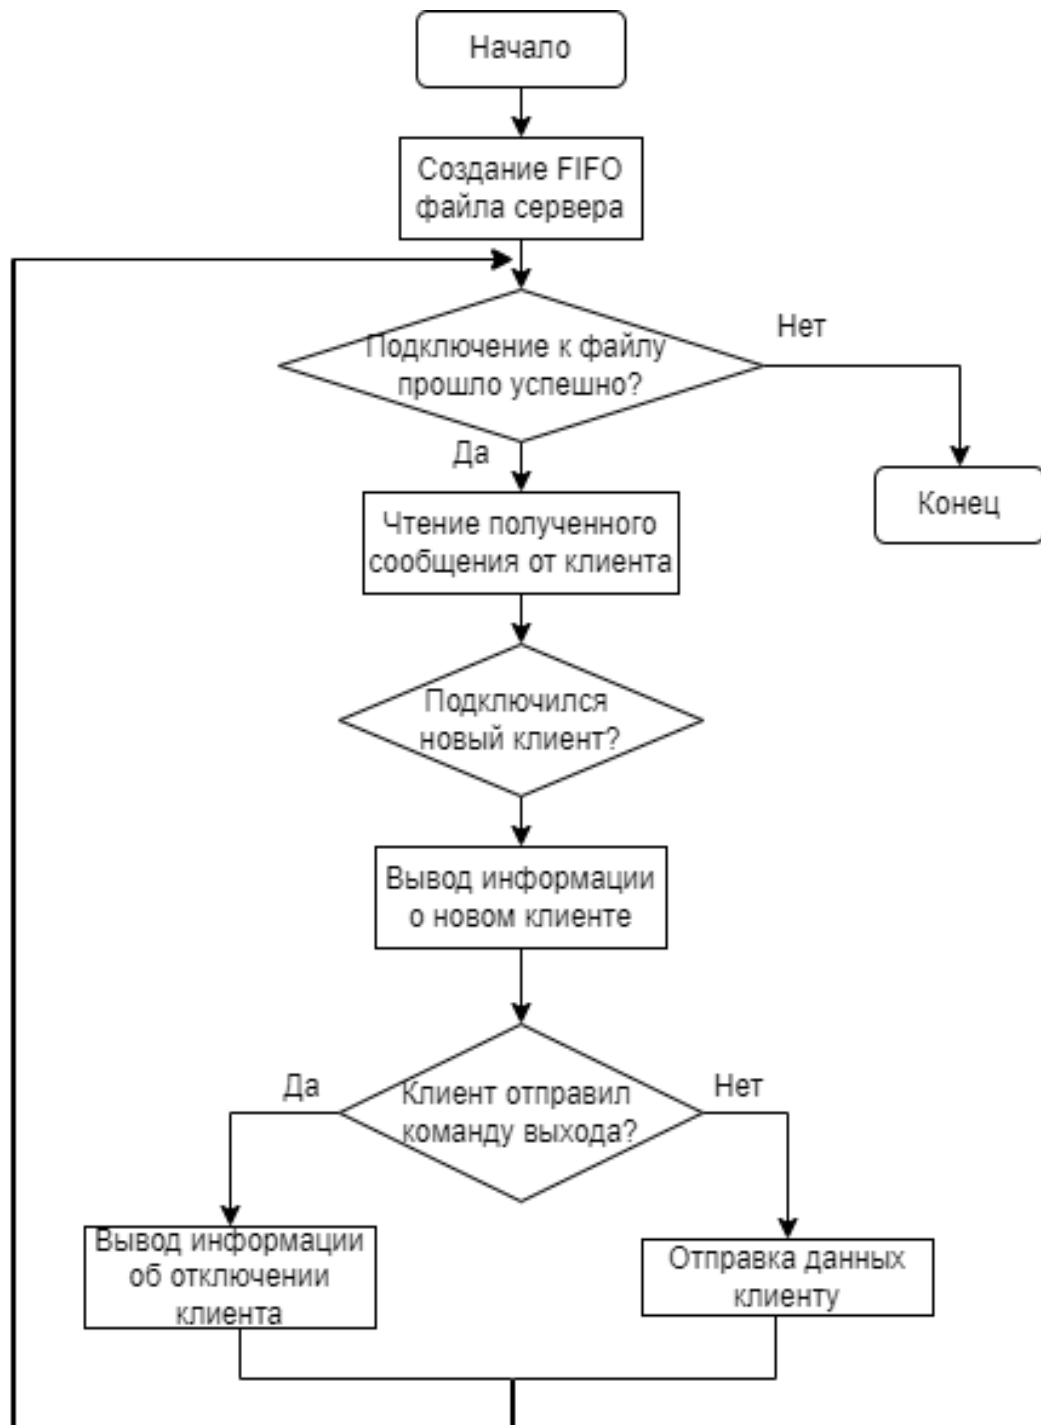 Начало
Создание FIFO
файла сервера
Подключение к файлу
прошло успешно?
Нет
Да
Конец
Чтение полученного
сообщения от клиента
Подключился
новый клиент?
Вывод информации
о новом клиенте
Да
Клиент отправил
команду выхода?
Нет
Вывод информации
об отключении
клиента
Отправка данных
клиенту